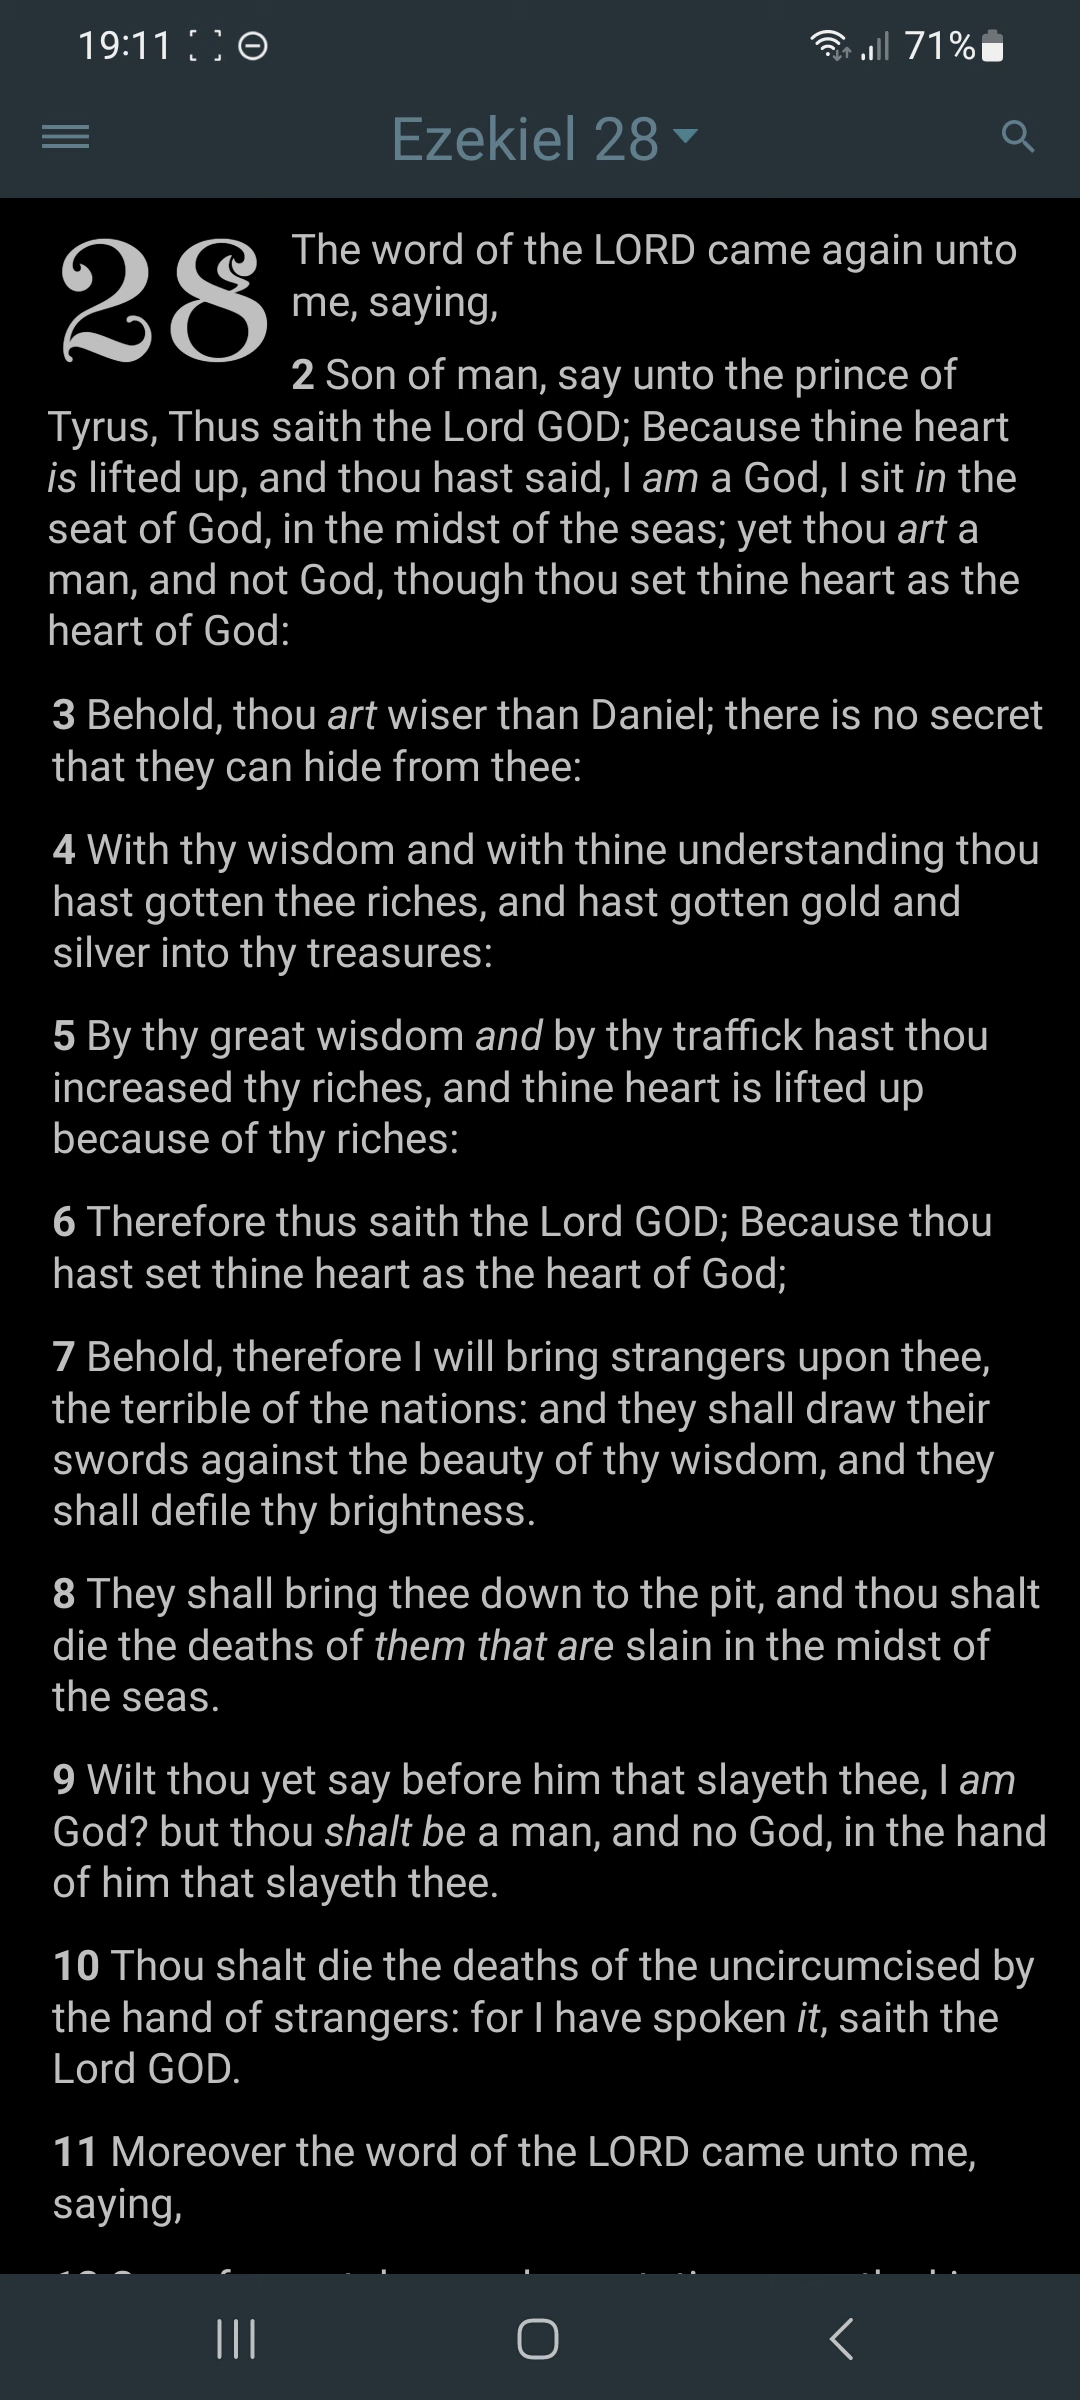 19:11
71%
Ezekiel 28
28
The word of the LORD came again unto
me, saying,
2 Son of man, say unto the prince of
Tyrus, Thus saith the Lord GOD; Because thine heart
is lifted up, and thou hast said, I am a God, I sit in the
seat of God, in the midst of the seas; yet thou art a
man, and not God, though thou set thine heart as the
heart of God:
3 Behold, thou art wiser than Daniel; there is no secret
that they can hide from thee:
4 With thy wisdom and with thine understanding thou
hast gotten thee riches, and hast gotten gold and
silver into thy treasures:
5 By thy great wisdom and by thy traffick hast thou
increased thy riches, and thine heart is lifted up
because of thy riches:
6 Therefore thus saith the Lord GOD; Because thou
hast set thine heart as the heart of God;
7 Behold, therefore I will bring strangers upon thee,
the terrible of the nations: and they shall draw their
swords against the beauty of thy wisdom, and they
shall defile thy brightness.
8 They shall bring thee down to the pit, and thou shalt
die the deaths of them that are slain in the midst of
the seas.
9 Wilt thou yet say before him that slayeth thee, I am
God? but thou shalt be a man, and no God, in the hand
of him that slayeth thee.
10 Thou shalt die the deaths of the uncircumcised by
the hand of strangers: for I have spoken it, saith the
Lord GOD.
11 Moreover the word of the LORD came unto me,
saying,